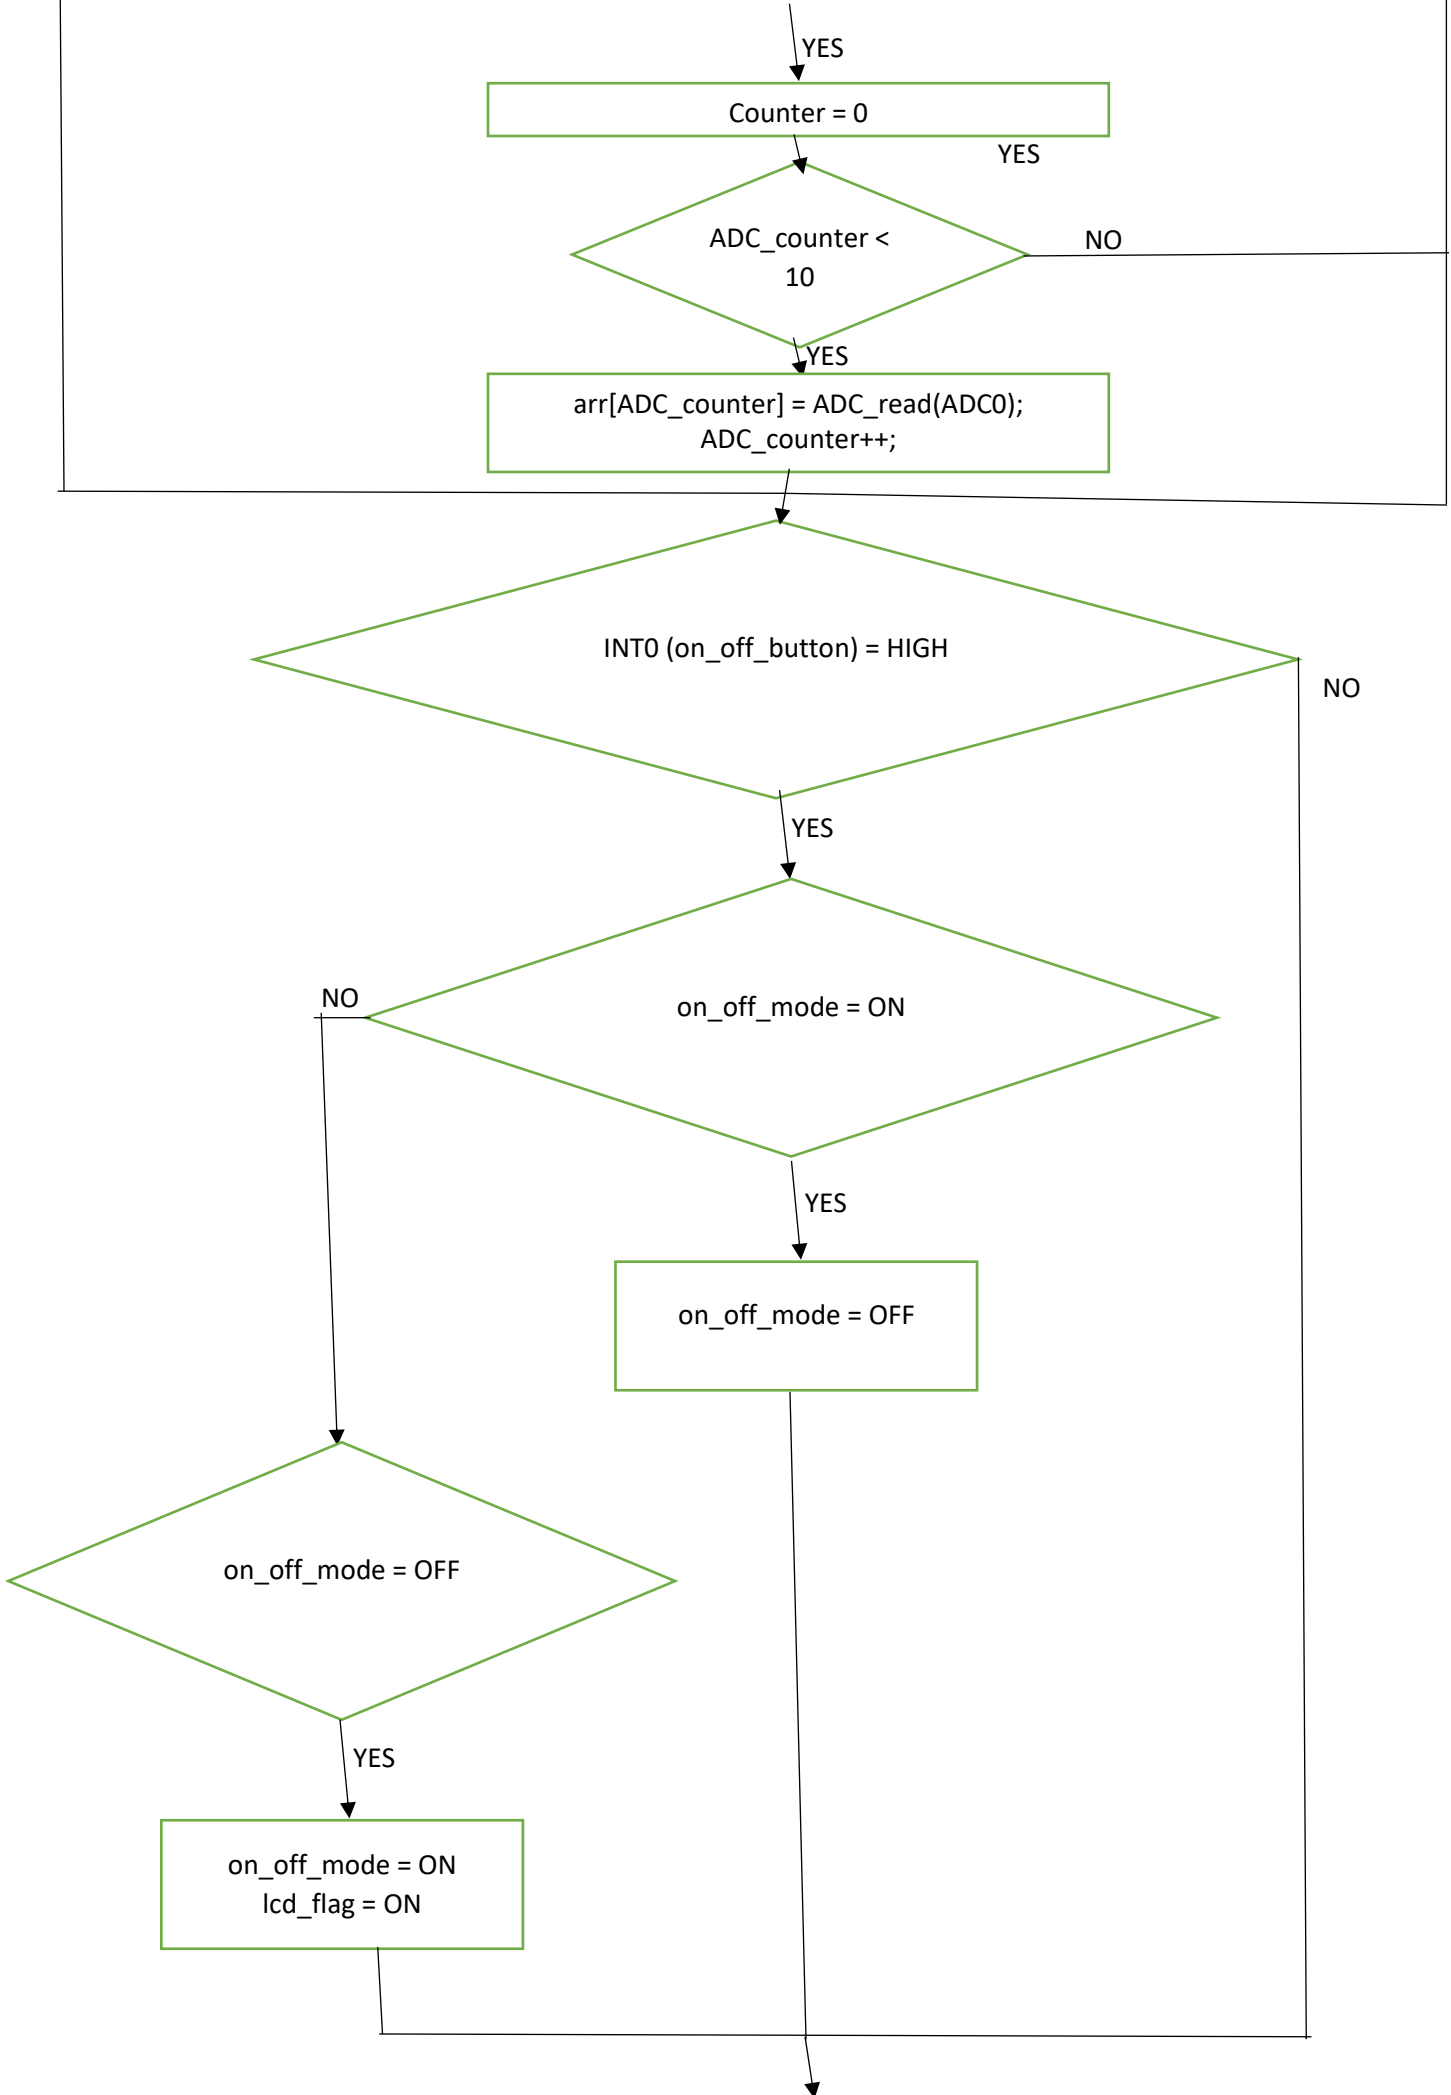 YES
Counter = 0
YES
ADC_counter <
10
NO
YES
arr[ADC_counter] = ADC_read(ADC0);
ADC_counter++;
INT0 (on_off_button) = HIGH
NO
YES
NO
on_off_mode = ON
YES
on_off_mode = OFF
on_off_mode = OFF
YES
on_off_mode = ON
lcd_flag = ON